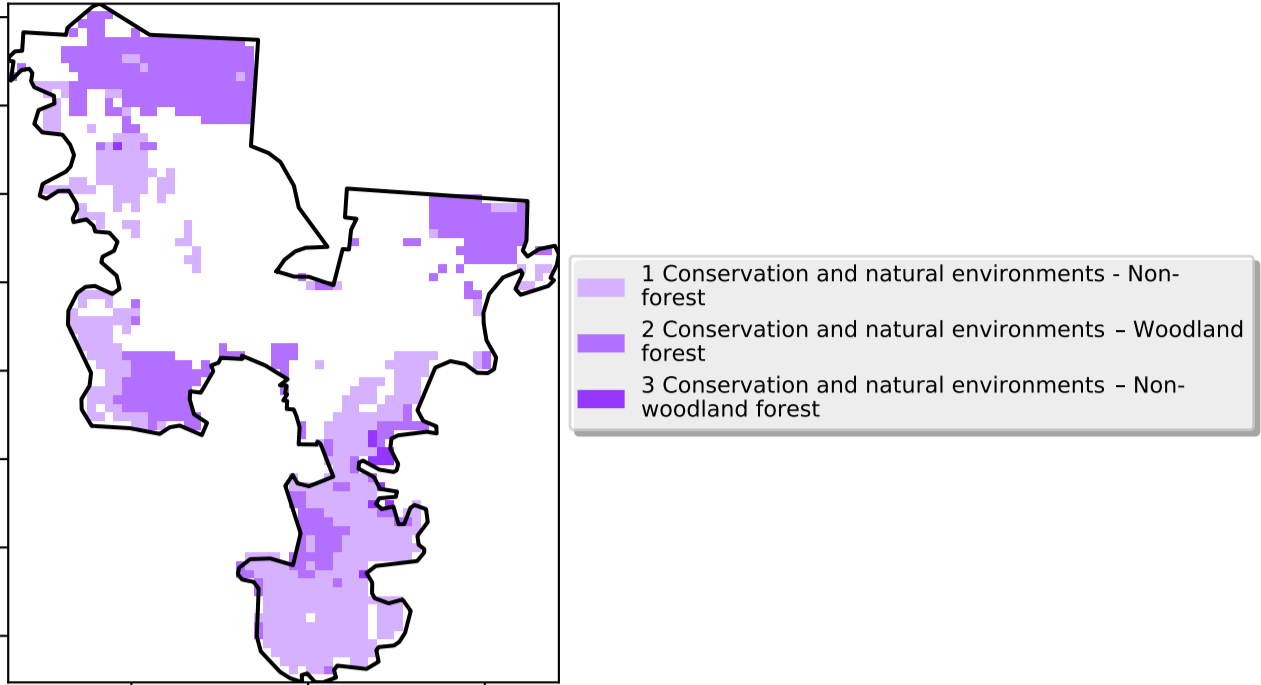 1 Conservation and natural environments - Non-
forest
2 Conservation and natural environments – Woodland
forest
3 Conservation and natural environments – Non-
woodland forest